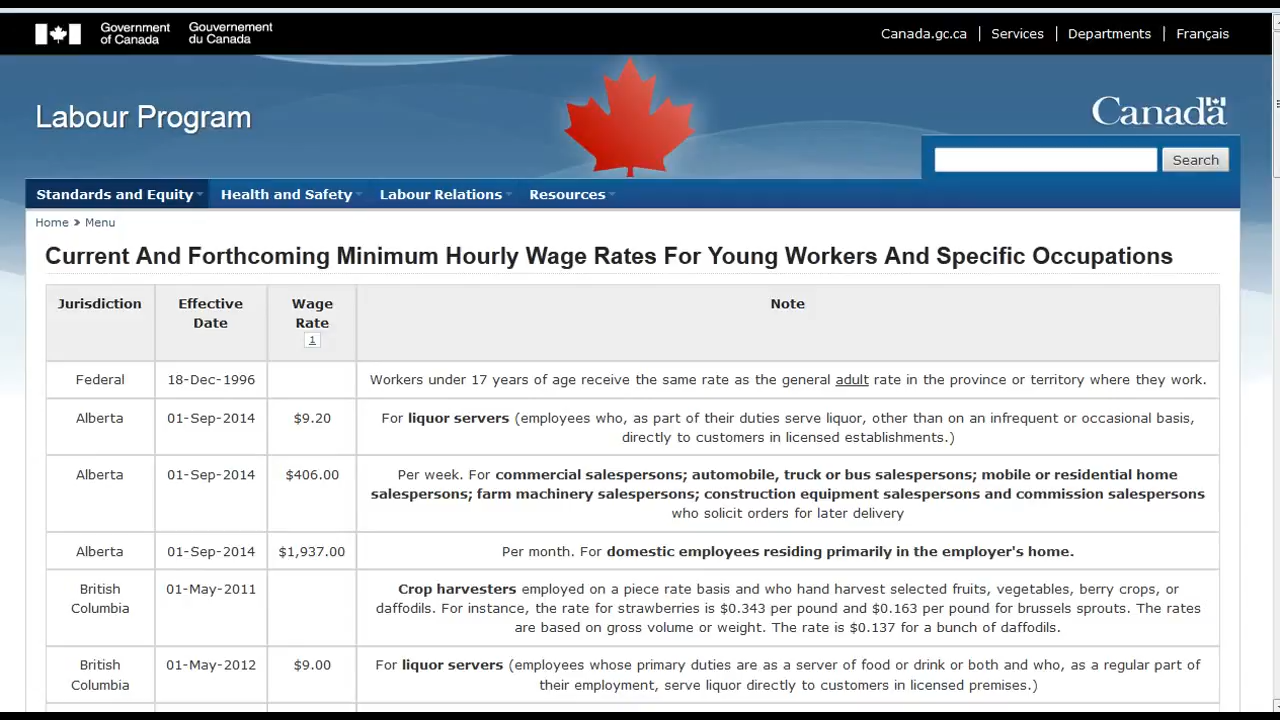 Government of Canada
Gouvernement du Canada
Canada.gc.ca | Services | Departments | Français
Labour Program
Canada
Search
Standards and Equity Health and Safety Labour Relations Resources
Home > Menu
Current And Forthcoming Minimum Hourly Wage Rates For Young Workers And Specific Occupations
Jurisdiction Effective Date Wage Rate 1 Note
Federal 18-Dec-1996 Workers under 17 years of age receive the same rate as the general adult rate in the province or territory where they work.
Alberta 01-Sep-2014 $9.20 For liquor servers (employees who, as part of their duties serve liquor, other than on an infrequent or occasional basis,
directly to customers in licensed establishments.)
Alberta 01-Sep-2014 $406.00 Per week. For commercial salespersons; automobile, truck or bus salespersons; mobile or residential home
salespersons; farm machinery salespersons; construction equipment salespersons and commission salespersons
who solicit orders for later delivery
Alberta 01-Sep-2014 $1,937.00 Per month. For domestic employees residing primarily in the employer's home.
British Columbia 01-May-2011 Crop harvesters employed on a piece rate basis and who hand harvest selected fruits, vegetables, berry crops, or
daffodils. For instance, the rate for strawberries is $0.343 per pound and $0.163 per pound for brussels sprouts. The rates
are based on gross volume or weight. The rate is $0.137 for a bunch of daffodils.
British Columbia 01-May-2012 $9.00 For liquor servers (employees whose primary duties are as a server of food or drink or both and who, as a regular part of
their employment, serve liquor directly to customers in licensed premises.)